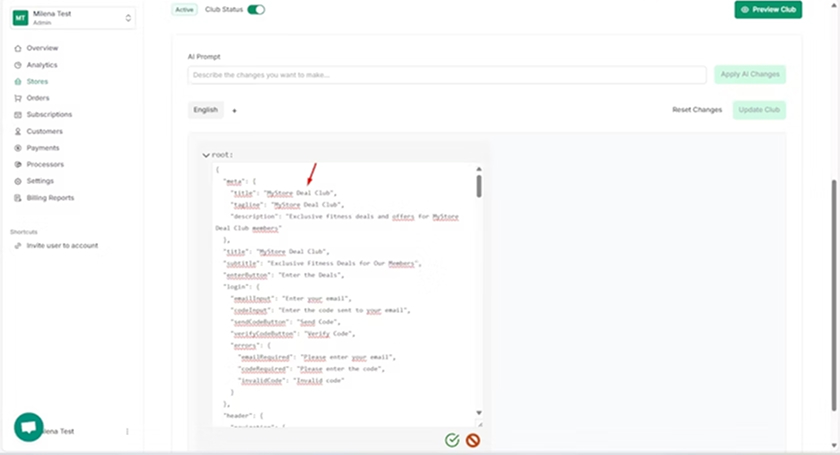 MT
Milena Test
Admin
Active
Club Status
Preview Club
Overview
Analytics
Stores
Orders
Subscriptions
Customers
Payments
Processors
Settings
Billing Reports
Shortcuts
Invite user to account
lena Test
AI Prompt
Describe the changes you want to make...
Apply AI Changes
English
+
Reset Changes
Update Club
root:
{
"meta": {
"title": "MyStore Deal Club",
"tagline": "MyStore Deal Club",
"description": "Exclusive fitness deals and offers for MyStore
Deal Club members"
},
"title": "MyStore Deal Club",
"subtitle": "Exclusive Fitness Deals for Our Members",
"enterButton": "Enter the Deals",
"login": {
"emailInput": "Enter your email",
"codeInput": "Enter the code sent to your email",
"sendCodeButton": "Send Code",
"verifyCodeButton": "Verify Code",
"errors": {
"emailRequired": "Please enter your email",
"codeRequired": "Please enter the code",
"invalidCode": "Invalid code"
}
},
"header": {